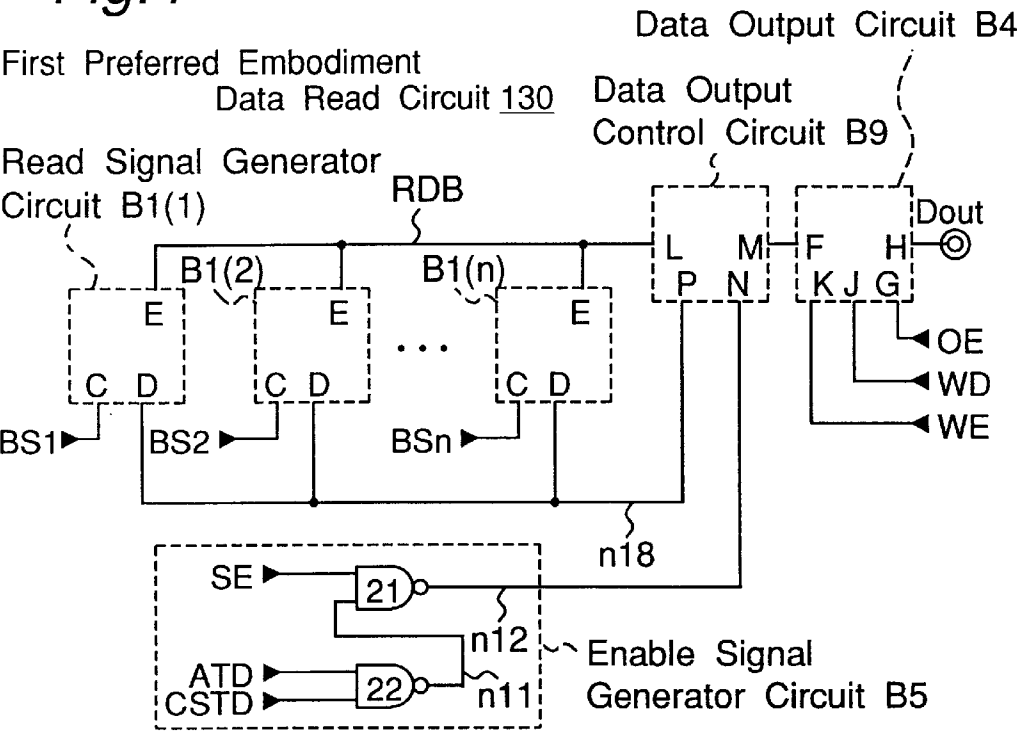 Data Output Circuit B4
First Preferred Embodiment
Data Read Circuit 130
Data Output
Control Circuit B9
Read Signal Generator
Circuit B1(1)
RDB
Dout
B1(2)
B1(n)
L M
P N
F H
K J G
E
E
E
C D
C D
C D
...
OE
WD
WE
BS1
BS2
BSn
n18
SE
21
n12
ATD
CSTD
22
n11
Enable Signal
Generator Circuit B5